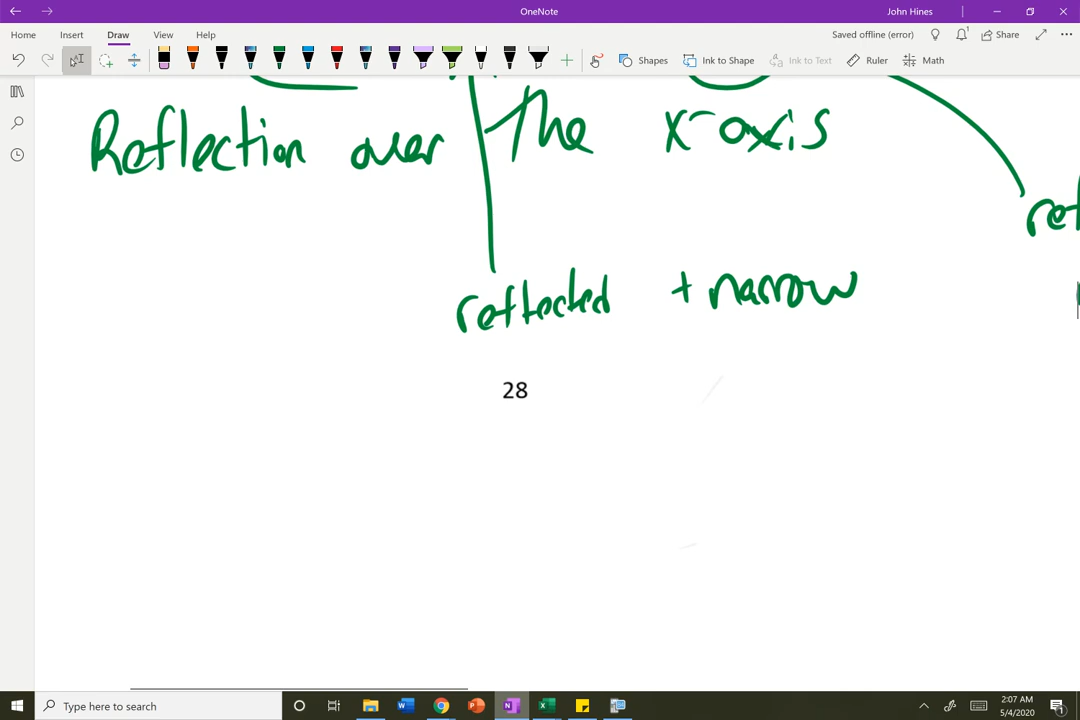 OneNote
John Hines
Home Insert Draw View Help
Saved offline (error)
Share
Shapes
Ink to Shape
Ink to Text
Ruler
Math
Reflection over the x-axis
ref
reflected + narrow
28
Type here to search
2:07 AM
5/4/2020